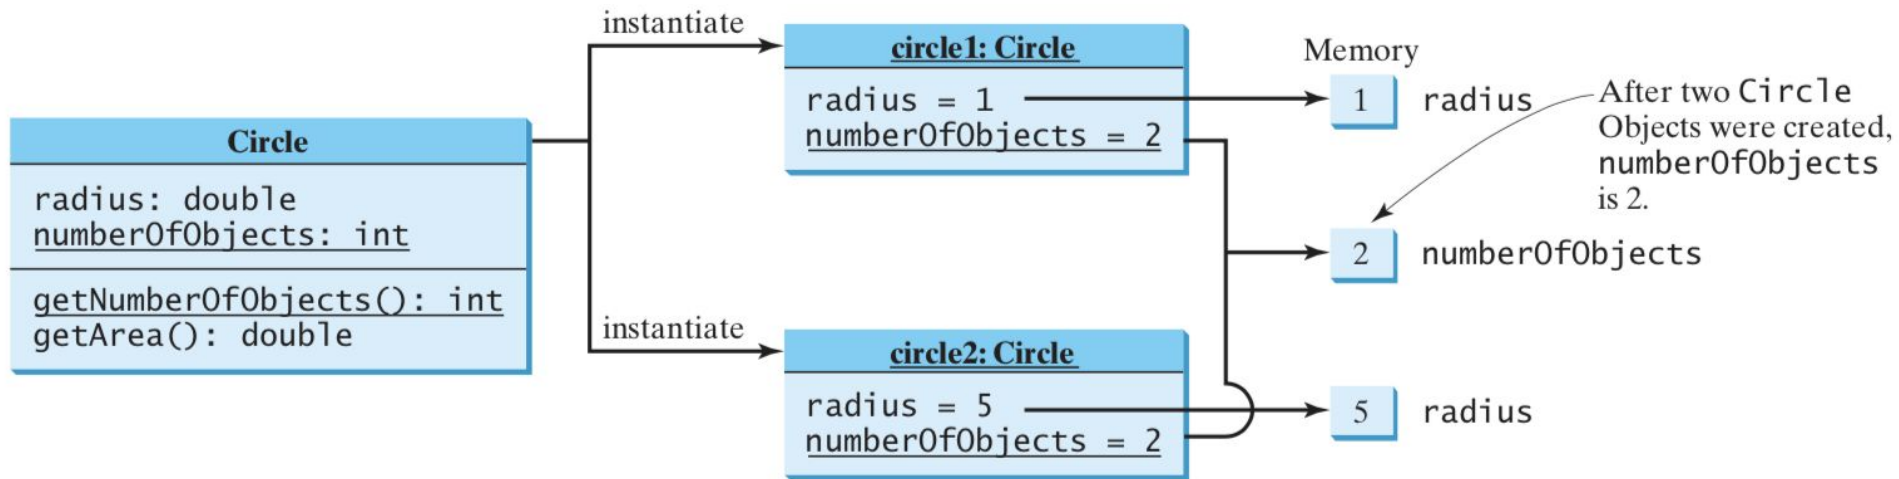 Circle
radius: double
numberOfObjects: int
getNumberOfObjects(): int
getArea(): double
instantiate
circle1: Circle
radius = 1
numberOfObjects = 2
instantiate
circle2: Circle
radius = 5
numberOfObjects = 2
Memory
1 radius
2 numberOfObjects
5 radius
After two Circle
Objects were created,
numberOfObjects
is 2.